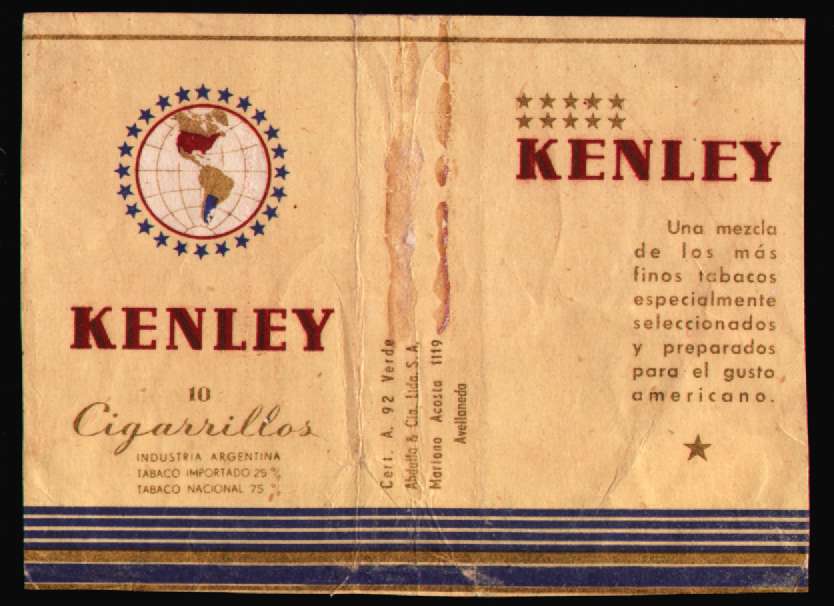 KENLEY
10
Cigarrillos
INDUSTRIA ARGENTINA
TABACO IMPORTADO 25 %
TABACO NACIONAL 75 %
Cert. A. 92 Verde
Abdulla & Cia. Ltda. S. A.
Mariano Acosta 1119
Avellaneda
KENLEY
Una mezcla
de los más
finos tabacos
especialmente
seleccionados
y preparados
para el gusto
americano.